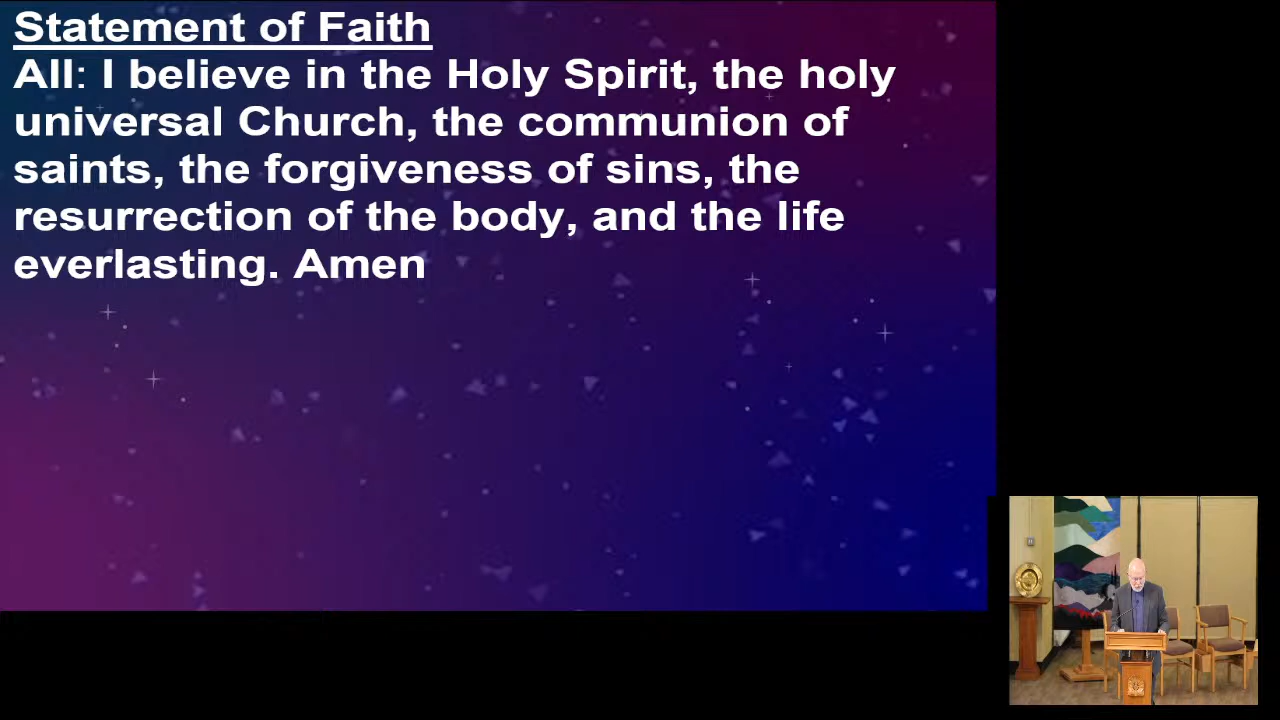 Statement of Faith
All: I believe in the Holy Spirit, the holy
universal Church, the communion of
saints, the forgiveness of sins, the
resurrection of the body, and the life
everlasting. Amen